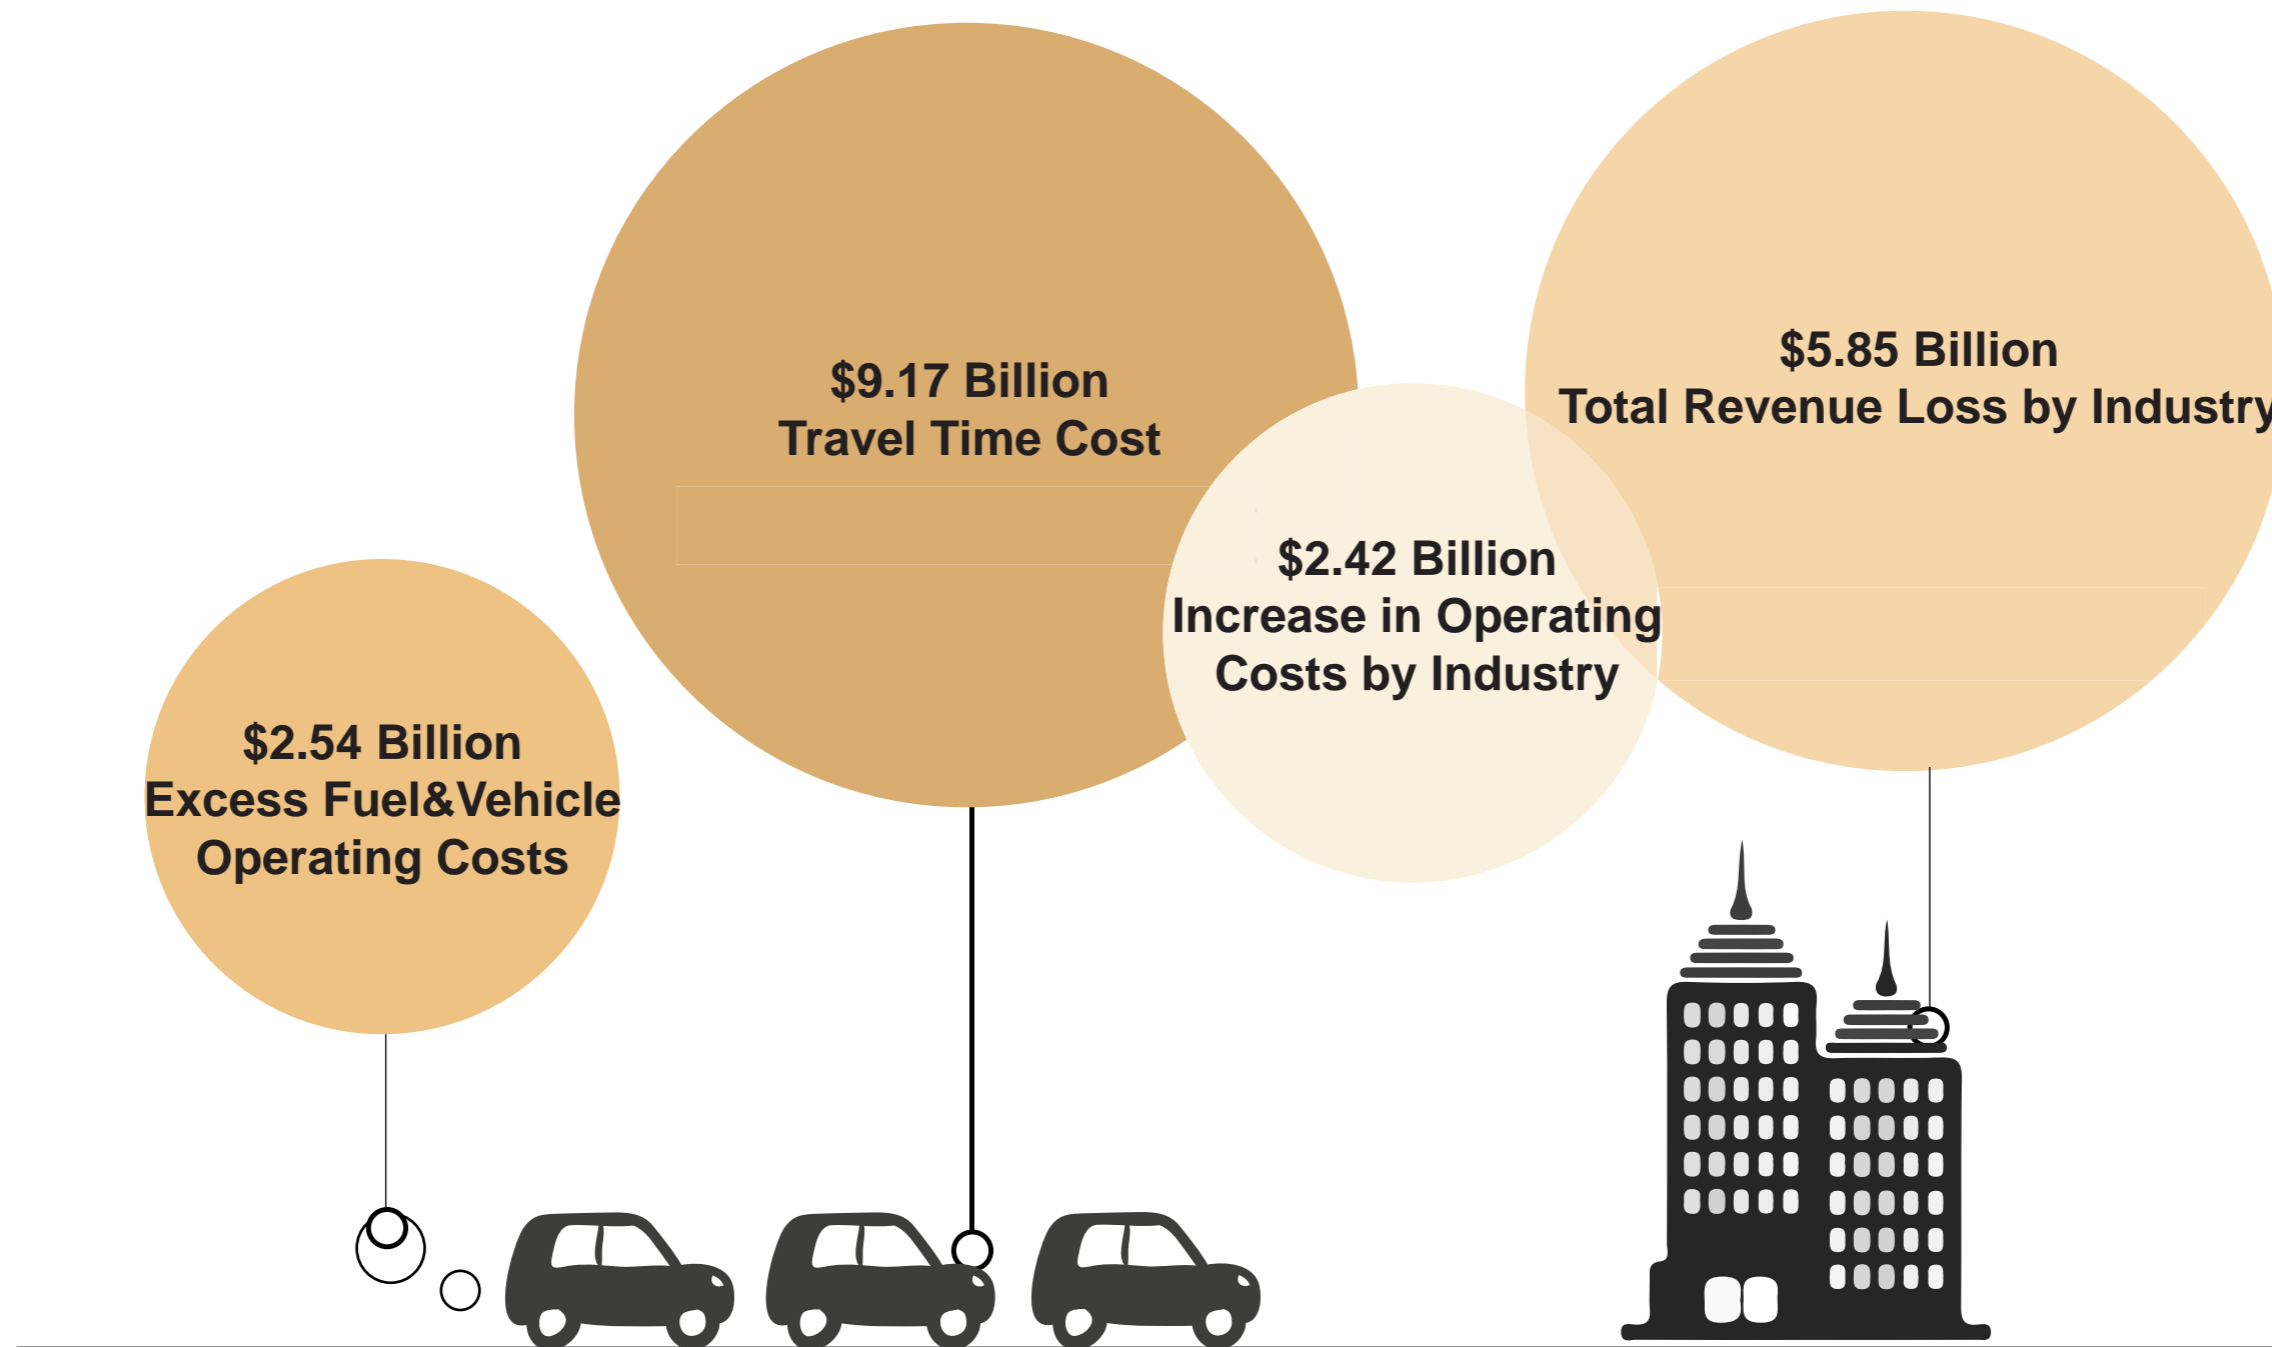 $9.17 Billion
Travel Time Cost
$5.85 Billion
Total Revenue Loss by Industry
$2.42 Billion
Increase in Operating
Costs by Industry
$2.54 Billion
Excess Fuel&Vehicle
Operating Costs